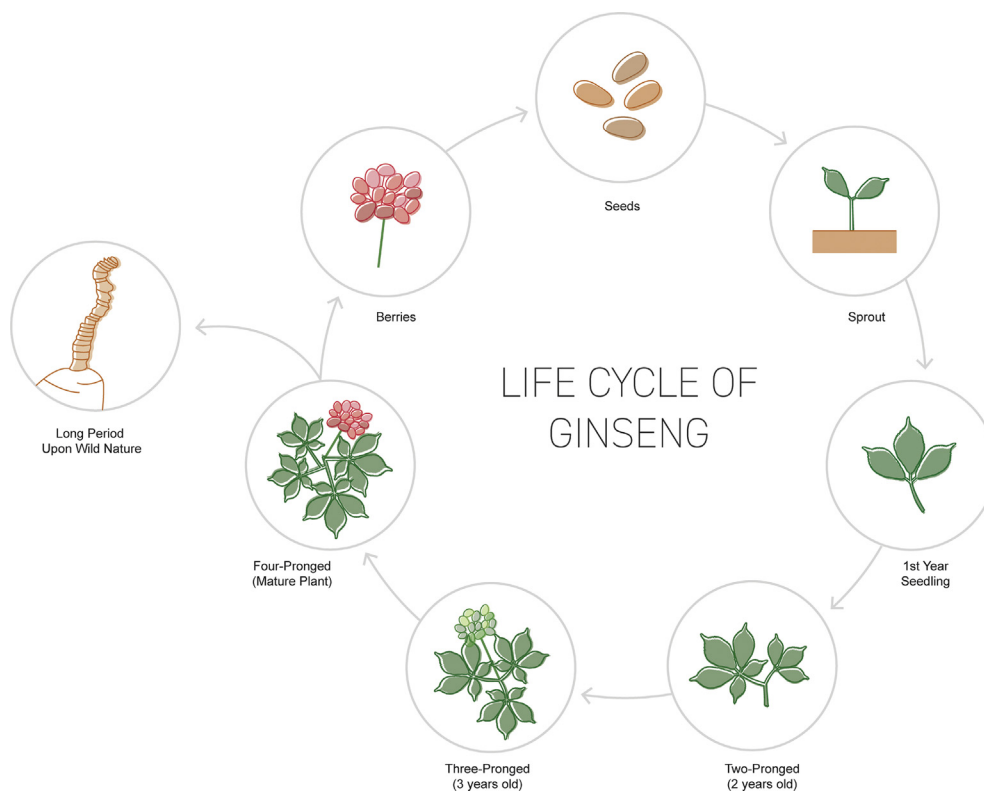 LIFE CYCLE OF
GINSENG
Seeds
Sprout
1st Year
Seedling
Two-Pronged
(2 years old)
Three-Pronged
(3 years old)
Four-Pronged
(Mature Plant)
Long Period
Upon Wild Nature
Berries